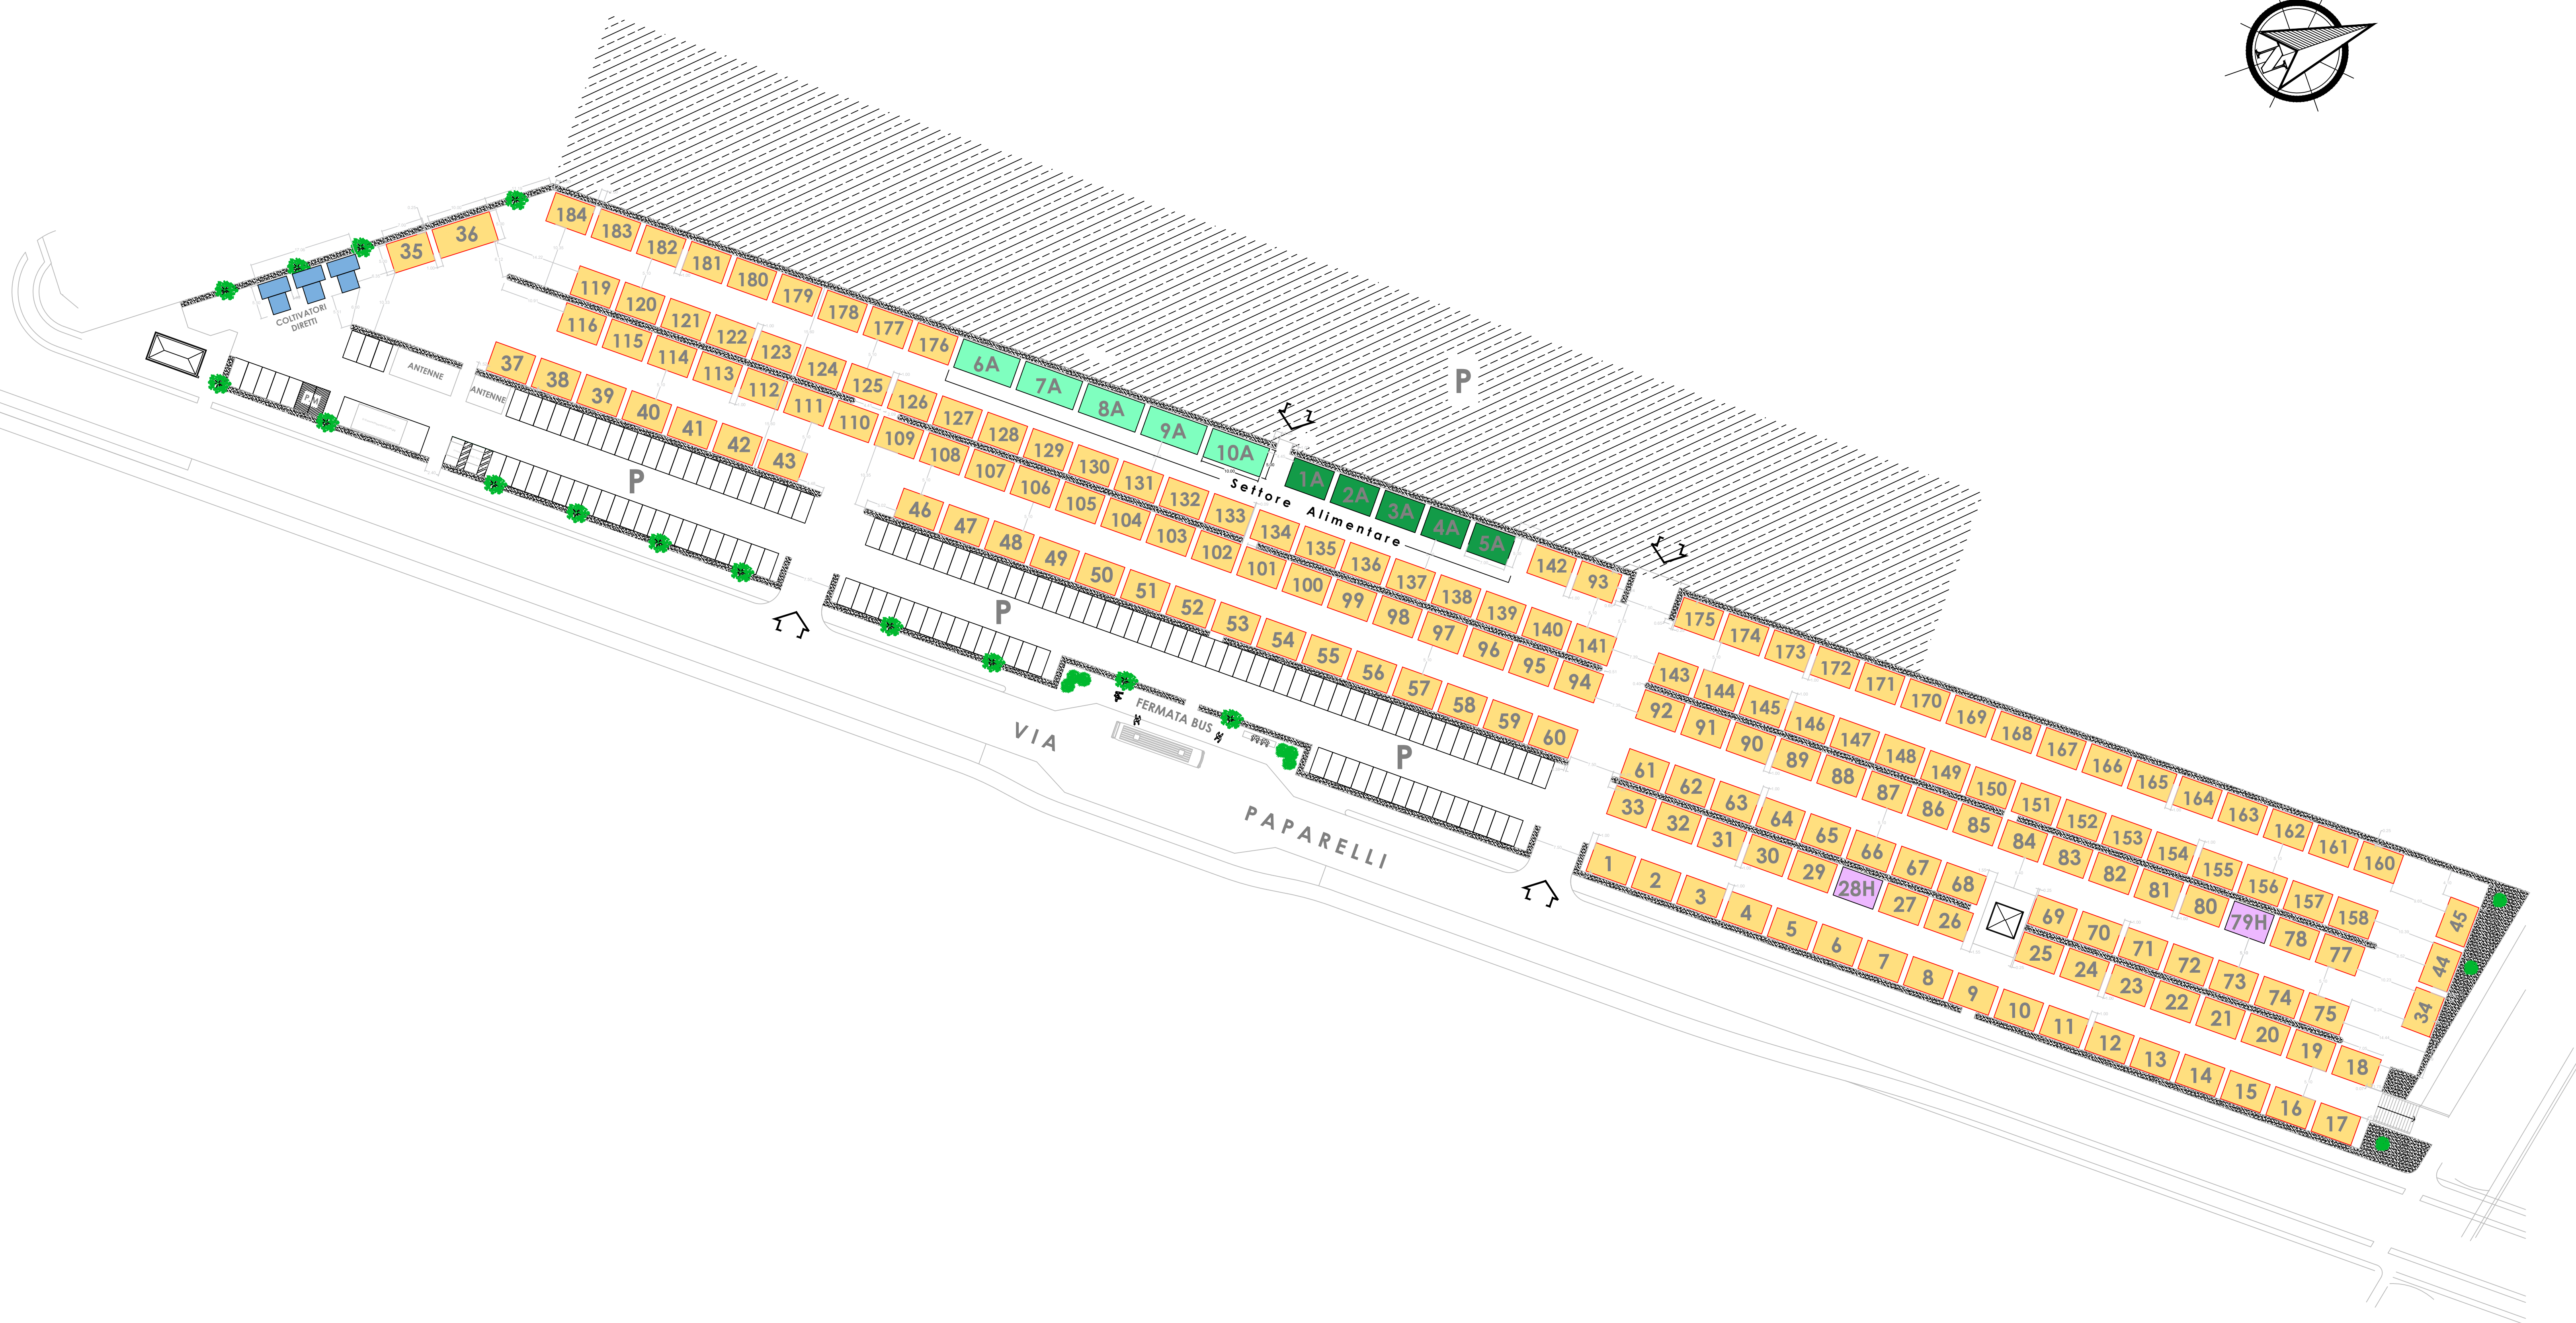 184 183 182 181 180 179 178 177 176
6A 7A 8A 9A 10A
1A 2A 3A 4A 5A
142 93
175 174 173 172 171 170 169 168 167 166 165 164 163 162 161 160
35 36
COLTIVATORI
DIRETTI
P
119 120 121 122 123 124 125 126 127 128 129 130 131 132 133 134 135 136 137 138 139 140 141
Settore Alimentare
116 115 114 113 112 111 110 109 108 107 106 105 104 103 102 101 100 99 98 97 96 95 94
143 144 145 146 147 148 149 150 151 152 153 154 155 156 157 158
92 91 90 89 88 87 86 85 84 83 82 81 80 79H 78 77
45
44
34
ANTENNE
ANTENNE
P M
37 38 39 40 41 42 43
P
46 47 48 49 50 51 52 53 54 55 56 57 58 59 60
P
P
61 62 63 64 65 66 67 68
33 32 31 30 29 28H 27 26
69 70 71 72 73 74 75
25 24 23 22 21 20 19 18
1 2 3 4 5 6 7 8 9 10 11 12 13 14 15 16 17
FERMATA BUS
VIA
PAPARELLI